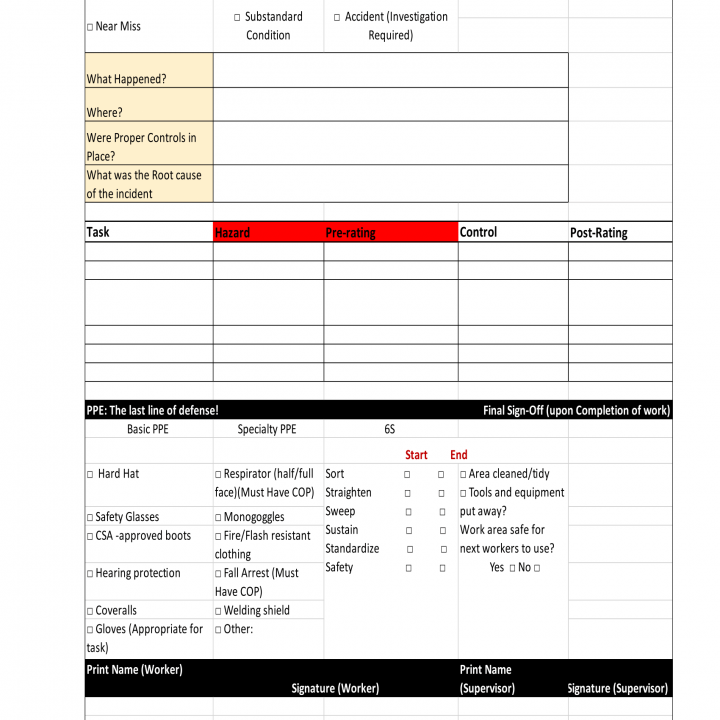 □ Near Miss
□ Substandard
Condition
□ Accident (Investigation
Required)
What Happened?
Where?
Were Proper Controls in
Place?
What was the Root cause
of the incident
Task Hazard Pre-rating Control Post-Rating
PPE: The last line of defense! Final Sign-Off (upon Completion of work)
Basic PPE Specialty PPE 6S
Start End
□ Hard Hat
□ Respirator (half/full
face)(Must Have COP)
□ Safety Glasses
□ Monogoggles
□ CSA -approved boots
□ Fire/Flash resistant
clothing
□ Hearing protection
□ Fall Arrest (Must
Have COP)
□ Coveralls
□ Welding shield
□ Gloves (Appropriate for
task)
□ Other:
Sort □ □
Straighten □ □
Sweep □ □
Sustain □ □
Standardize □ □
Safety □ □
□ Area cleaned/tidy
□ Tools and equipment
put away?
Work area safe for
next workers to use?
Yes □ No □
Print Name (Worker)
Signature (Worker)
Print Name
(Supervisor)
Signature (Supervisor)